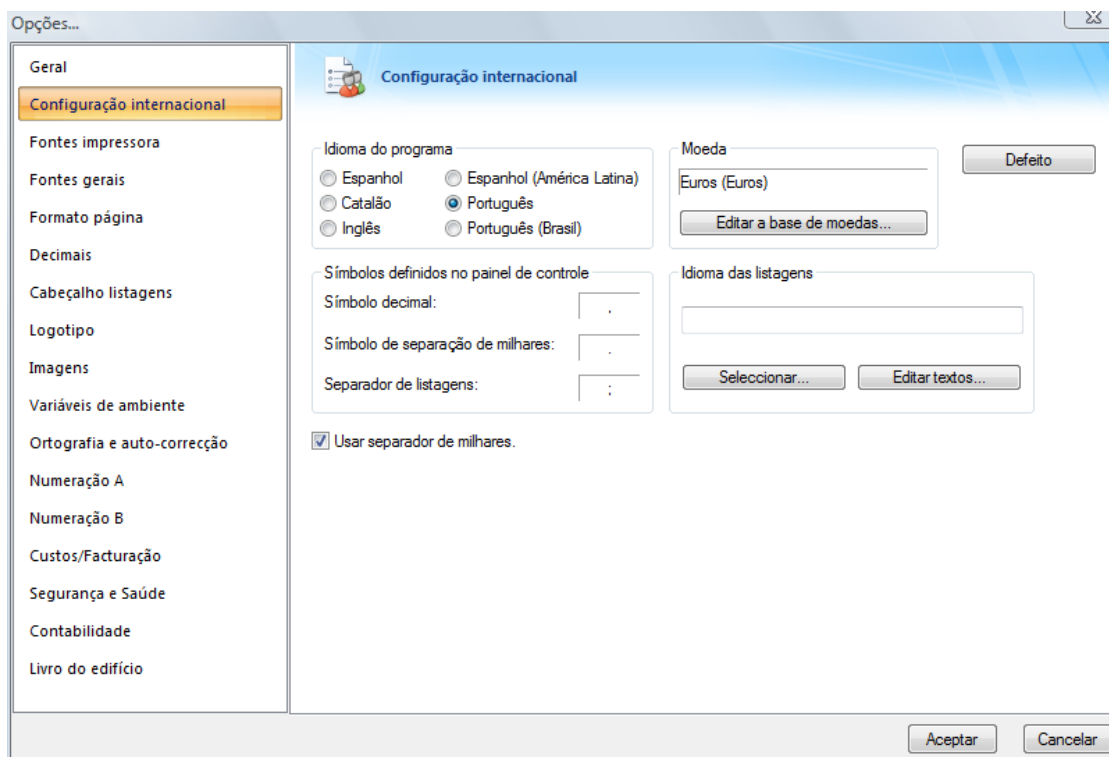 Opções...
Geral
Configuração internacional
Fontes impressora
Fontes gerais
Formato página
Decimais
Cabeçalho listagens
Logotipo
Imagens
Variáveis de ambiente
Ortografia e auto-correcção
Numeração A
Numeração B
Custos/Facturação
Segurança e Saúde
Contabilidade
Livro do edifício
Configuração internacional
Idioma do programa
Espanhol
Espanhol (América Latina)
Catalão
Português
Inglês
Português (Brasil)
Moeda
Euros (Euros)
Editar a base de moedas...
Defeito
Símbolos definidos no painel de controle
Símbolo decimal: ,
Símbolo de separação de milhares: .
Separador de listagens: ;
Idioma das listagens
Seleccionar...
Editar textos...
Usar separador de milhares.
Aceptar
Cancelar